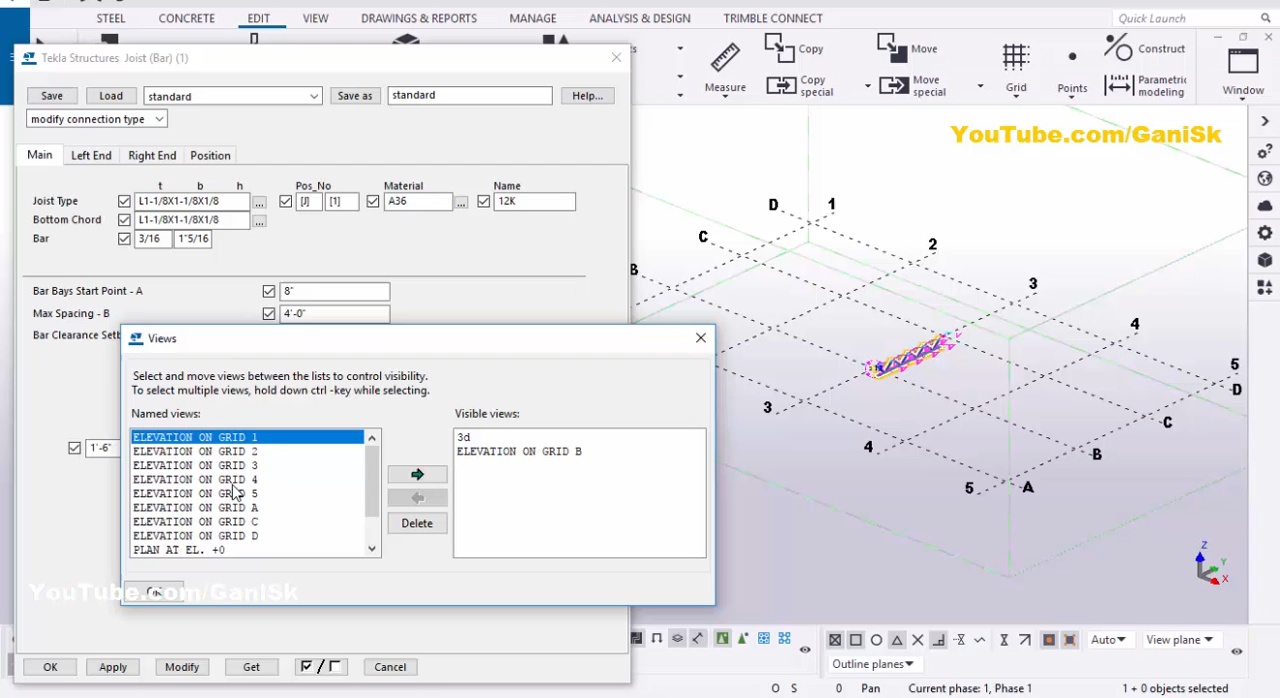 STEEL CONCRETE EDIT VIEW DRAWINGS & REPORTS MANAGE ANALYSIS & DESIGN TRIMBLE CONNECT Quick Launch
Tekla Structures Joist (Bar) (1)
Copy Move Construct
Measure Copy special Move special Grid Points Parametric modeling Window
Save Load standard Save as standard Help...
modify connection type
YouTube.com/GaniSk
Main Left End Right End Position
t b h Pos_No Material Name
Joist Type L1-1/8X1-1/8X1/8 ... [J] [1] A36 ... 12K
Bottom Chord L1-1/8X1-1/8X1/8 ...
Bar 3/16 1"5/16
D 1
C 2
B 3
4
5
D
C
B
A
3
4
5
Bar Bays Start Point - A 8"
Max Spacing - B 4'-0"
Views
Select and move views between the lists to control visibility.
To select multiple views, hold down ctrl -key while selecting.
Named views: Visible views:
ELEVATION ON GRID 1 3d
ELEVATION ON GRID 2 ELEVATION ON GRID B
ELEVATION ON GRID 3
1'-6"
ELEVATION ON GRID 4
ELEVATION ON GRID 5
ELEVATION ON GRID A
ELEVATION ON GRID C
ELEVATION ON GRID D
PLAN AT EL. +0
Delete
YouTube.com/GaniSk
Z
Y
X
Auto View plane
Outline planes
OK Apply Modify Get / Cancel
O S 0 Pan Current phase: 1, Phase 1 1 + 0 objects selected